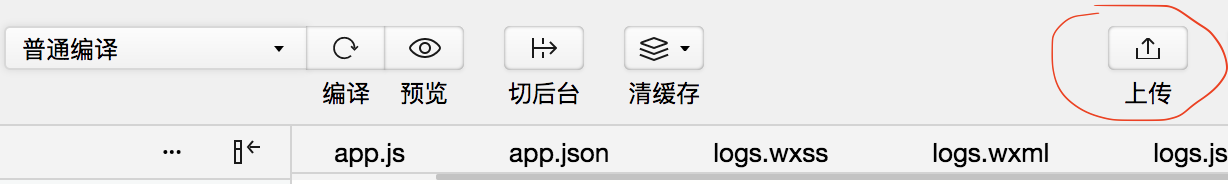 普通编译
编译 预览 切后台 清缓存 上传
app.js app.json logs.wxss logs.wxml logs.js